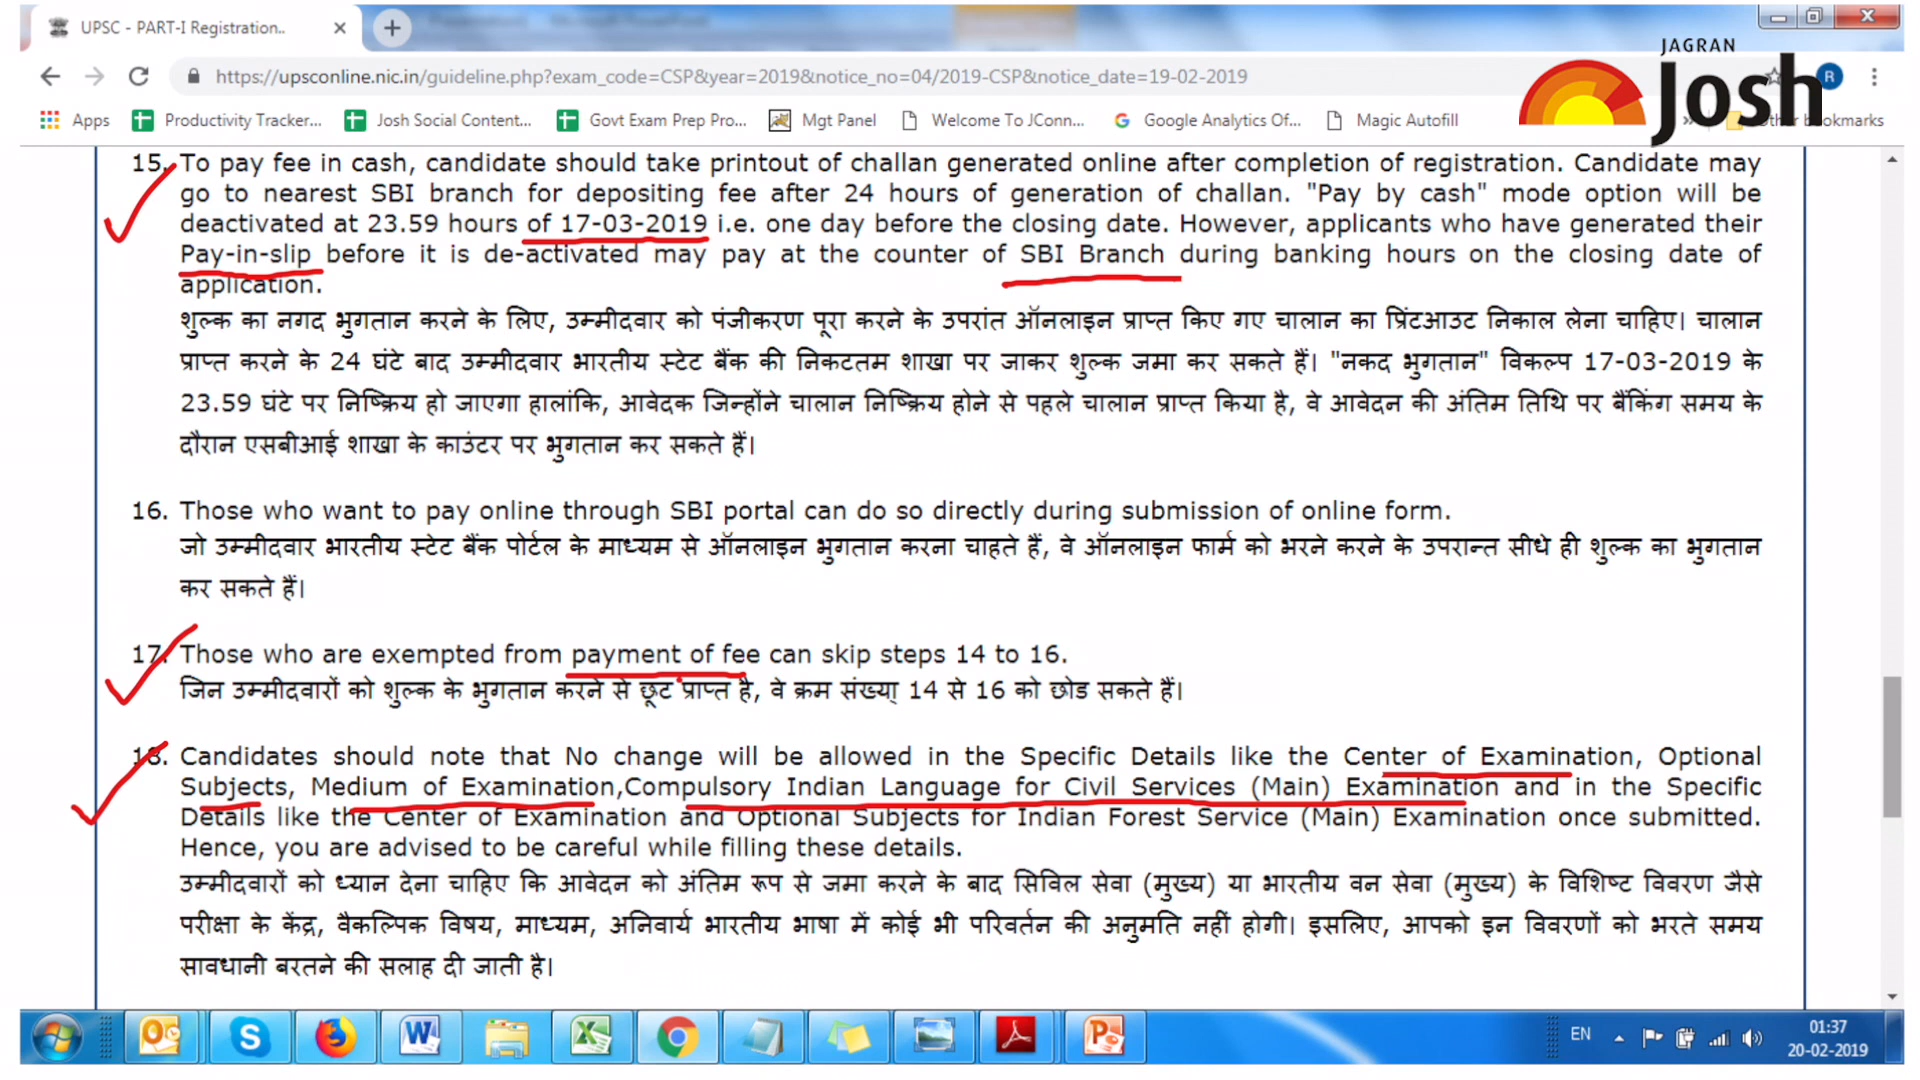 UPSC - PART-I Registration..
JAGRAN
Josh
https://upsconline.nic.in/guideline.php?exam_code=CSP&year=2019&notice_no=04/2019-CSP&notice_date=19-02-2019
R
Apps Productivity Tracker... Josh Social Content... Govt Exam Prep Pro... Mgt Panel Welcome To JConn... Google Analytics Of... Magic Autofill » Other bookmarks
15. To pay fee in cash, candidate should take printout of challan generated online after completion of registration. Candidate may
go to nearest SBI branch for depositing fee after 24 hours of generation of challan. "Pay by cash" mode option will be
deactivated at 23.59 hours of 17-03-2019 i.e. one day before the closing date. However, applicants who have generated their
Pay-in-slip before it is de-activated may pay at the counter of SBI Branch during banking hours on the closing date of
application.
शुल्क का नगद भुगतान करने के लिए, उम्मीदवार को पंजीकरण पूरा करने के उपरांत ऑनलाइन प्राप्त किए गए चालान का प्रिंटआउट निकाल लेना चाहिए। चालान
प्राप्त करने के 24 घंटे बाद उम्मीदवार भारतीय स्टेट बैंक की निकटतम शाखा पर जाकर शुल्क जमा कर सकते हैं। "नकद भुगतान" विकल्प 17-03-2019 के
23.59 घंटे पर निष्क्रिय हो जाएगा हालांकि, आवेदक जिन्होंने चालान निष्क्रिय होने से पहले चालान प्राप्त किया है, वे आवेदन की अंतिम तिथि पर बैंकिंग समय के
दौरान एसबीआई शाखा के काउंटर पर भुगतान कर सकते हैं।
16. Those who want to pay online through SBI portal can do so directly during submission of online form.
जो उम्मीदवार भारतीय स्टेट बैंक पोर्टल के माध्यम से ऑनलाइन भुगतान करना चाहते हैं, वे ऑनलाइन फार्म को भरने करने के उपरान्त सीधे ही शुल्क का भुगतान
कर सकते हैं।
17. Those who are exempted from payment of fee can skip steps 14 to 16.
जिन उम्मीदवारों को शुल्क के भुगतान करने से छूट प्राप्त है, वे क्रम संख्या् 14 से 16 को छोड सकते हैं।
18. Candidates should note that No change will be allowed in the Specific Details like the Center of Examination, Optional
Subjects, Medium of Examination,Compulsory Indian Language for Civil Services (Main) Examination and in the Specific
Details like the Center of Examination and Optional Subjects for Indian Forest Service (Main) Examination once submitted.
Hence, you are advised to be careful while filling these details.
उम्मीदवारों को ध्यान देना चाहिए कि आवेदन को अंतिम रूप से जमा करने के बाद सिविल सेवा (मुख्य) या भारतीय वन सेवा (मुख्य) के विशिष्ट विवरण जैसे
परीक्षा के केंद्र, वैकल्पिक विषय, माध्यम, अनिवार्य भारतीय भाषा में कोई भी परिवर्तन की अनुमति नहीं होगी। इसलिए, आपको इन विवरणों को भरते समय
सावधानी बरतने की सलाह दी जाती है।
EN 01:37
20-02-2019